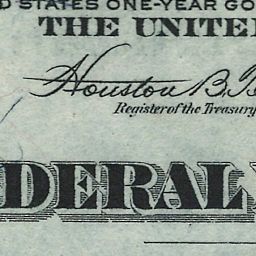 D STATES ONE-YEAR GO
THE UNITE
Houston B. 
Register of the Treasury
DERAL